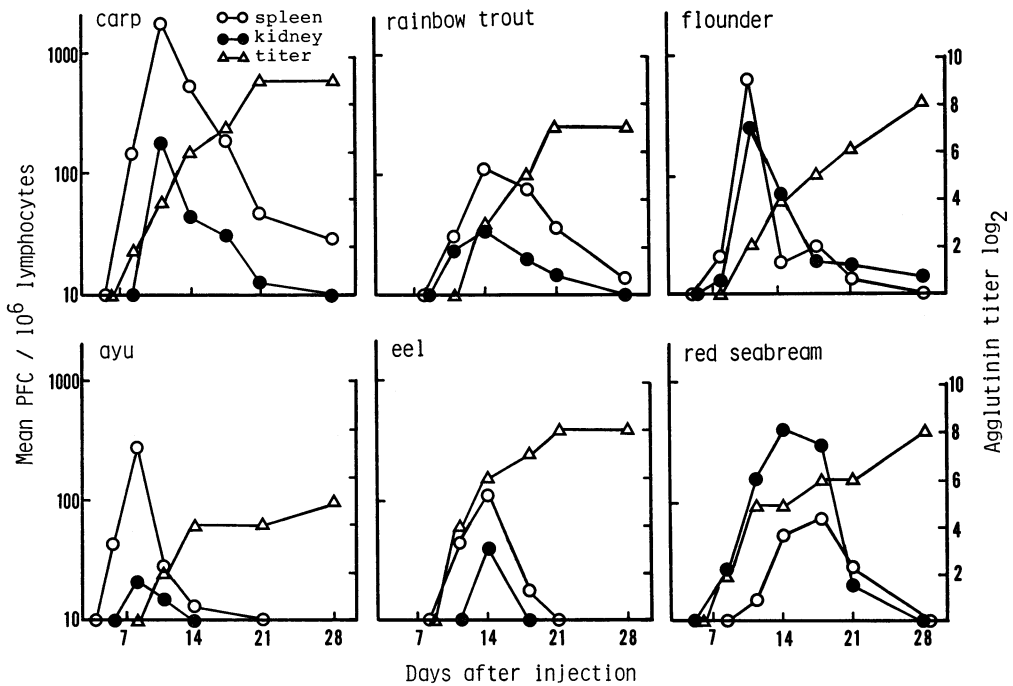 carp
spleen
kidney
titer
rainbow trout
flounder
1000
100
10
10
8
6
4
2
ayu
eel
red seabream
1000
100
10
10
8
6
4
2
7 14 21 28
7 14 21 28
7 14 21 28
Mean PFC / 10⁶ lymphocytes
Agglutinin titer log₂
Days after injection